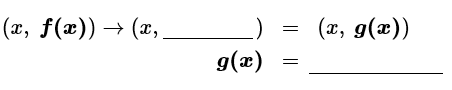 (x, f(x)) → (x, ________ ) = (x, g(x))
g(x) = ____________